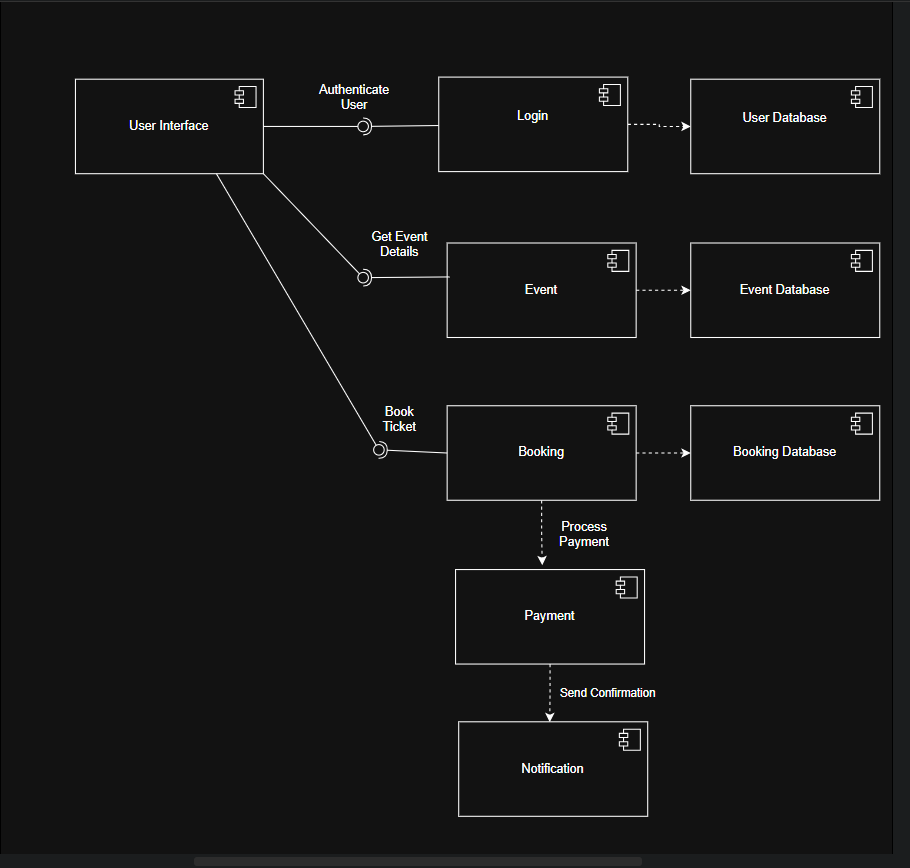 Authenticate
User
User Interface
Login
User Database
Get Event
Details
Event
Event Database
Book
Ticket
Booking
Booking Database
Process
Payment
Payment
Send Confirmation
Notification